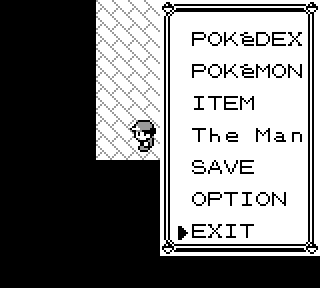 POKéDEX
POKéMON
ITEM
The Man
SAVE
OPTION
EXIT